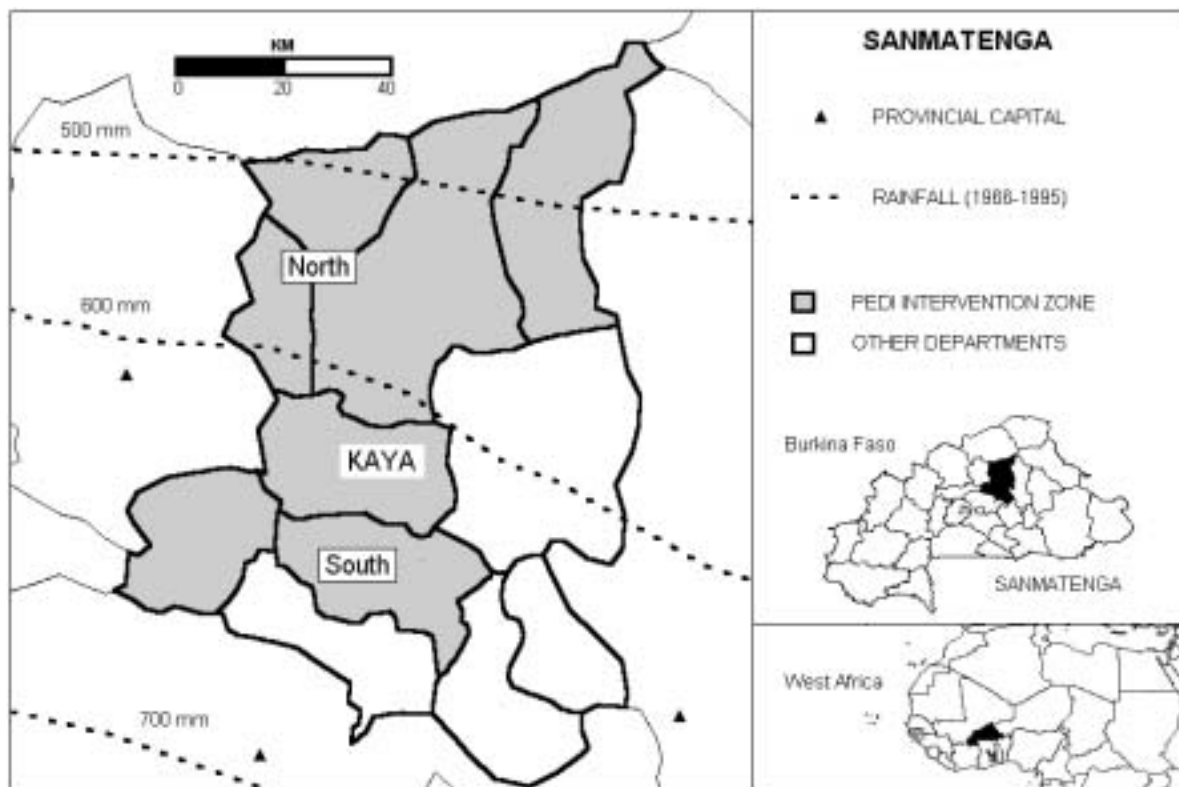 KM
0 20 40
500 mm
600 mm
North
KAYA
South
700 mm
SANMATENGA
PROVINCIAL CAPITAL
RAINFALL (1966-1995)
PEDI INTERVENTION ZONE
OTHER DEPARTMENTS
Burkina Faso
SANMATENGA
West Africa